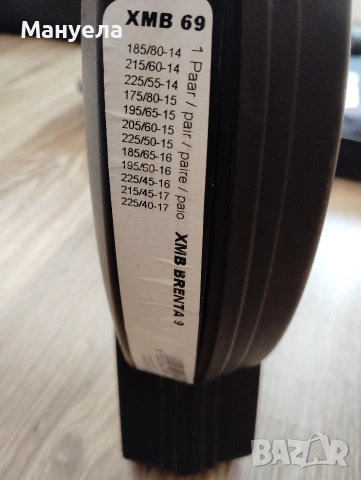 Manyela
XMB 69
185/80-14
215/60-14
225/55-14
175/80-15
195/65-15
205/60-15
225/50-15
185/65-16
195/60-16
225/45-16
215/45-17
225/40-17
1 Paar / pair / paire / paio
XMB BRENTA 9
BAZAR